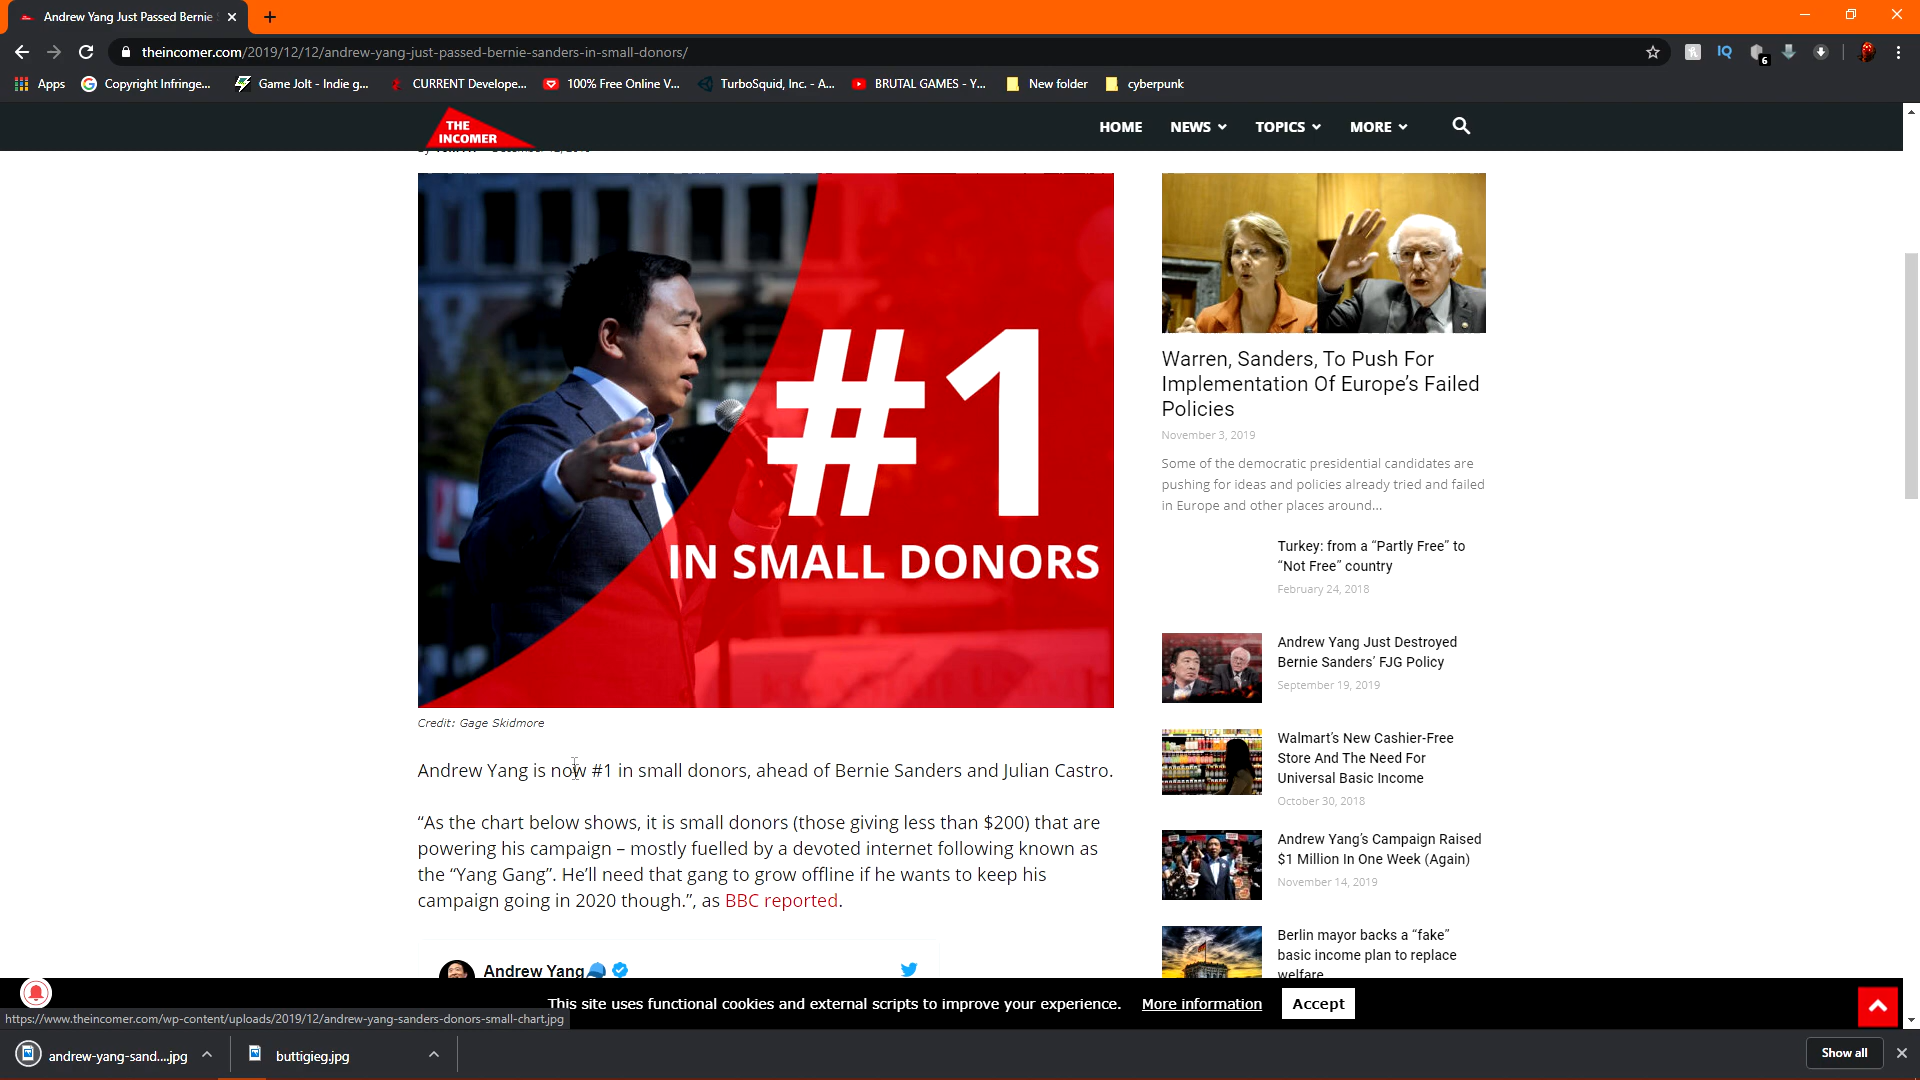 Andrew Yang Just Passed Bernie
theincomer.com/2019/12/12/andrew-yang-just-passed-bernie-sanders-in-small-donors/
IQ
6
Apps
Copyright Infringe...
Game Jolt - Indie g...
CURRENT Develope...
100% Free Online V...
TurboSquid, Inc. - A...
BRUTAL GAMES - Y...
New folder
cyberpunk
THE
INCOMER
HOME
NEWS
TOPICS
MORE
#1
IN SMALL DONORS
Credit: Gage Skidmore
Andrew Yang is now #1 in small donors, ahead of Bernie Sanders and Julian Castro.
“As the chart below shows, it is small donors (those giving less than $200) that are
powering his campaign – mostly fuelled by a devoted internet following known as
the “Yang Gang”. He’ll need that gang to grow offline if he wants to keep his
campaign going in 2020 though.”, as BBC reported.
Andrew Yang
Warren, Sanders, To Push For
Implementation Of Europe’s Failed
Policies
November 3, 2019
Some of the democratic presidential candidates are
pushing for ideas and policies already tried and failed
in Europe and other places around...
Turkey: from a “Partly Free” to
“Not Free” country
February 24, 2018
Andrew Yang Just Destroyed
Bernie Sanders’ FJG Policy
September 19, 2019
Walmart’s New Cashier-Free
Store And The Need For
Universal Basic Income
October 30, 2018
Andrew Yang’s Campaign Raised
$1 Million In One Week (Again)
November 14, 2019
Berlin mayor backs a “fake”
basic income plan to replace
welfare
This site uses functional cookies and external scripts to improve your experience.
More information
Accept
https://www.theincomer.com/wp-content/uploads/2019/12/andrew-yang-sanders-donors-small-chart.jpg
andrew-yang-sand....jpg
buttigieg.jpg
Show all